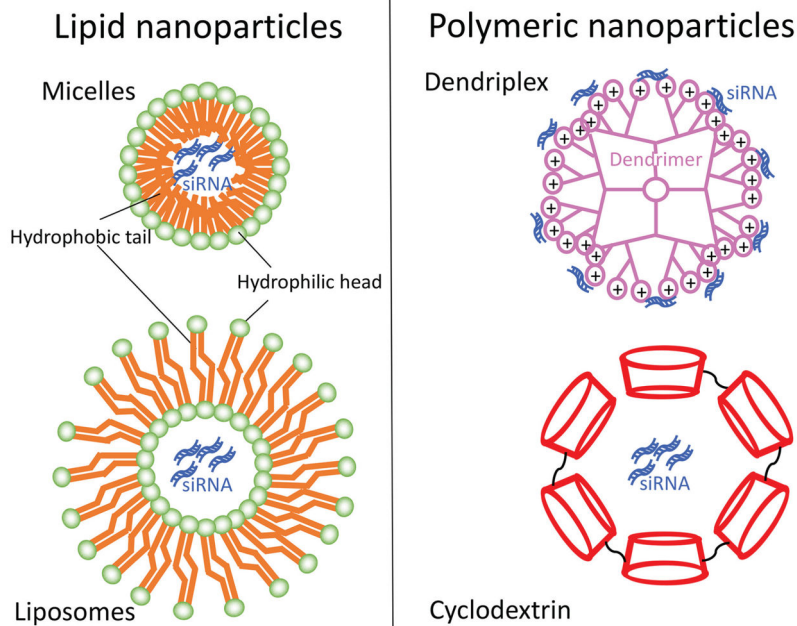 Lipid nanoparticles
Micelles
siRNA
Hydrophobic tail
Hydrophilic head
siRNA
Liposomes
Polymeric nanoparticles
Dendriplex
siRNA
Dendrimer
siRNA
Cyclodextrin